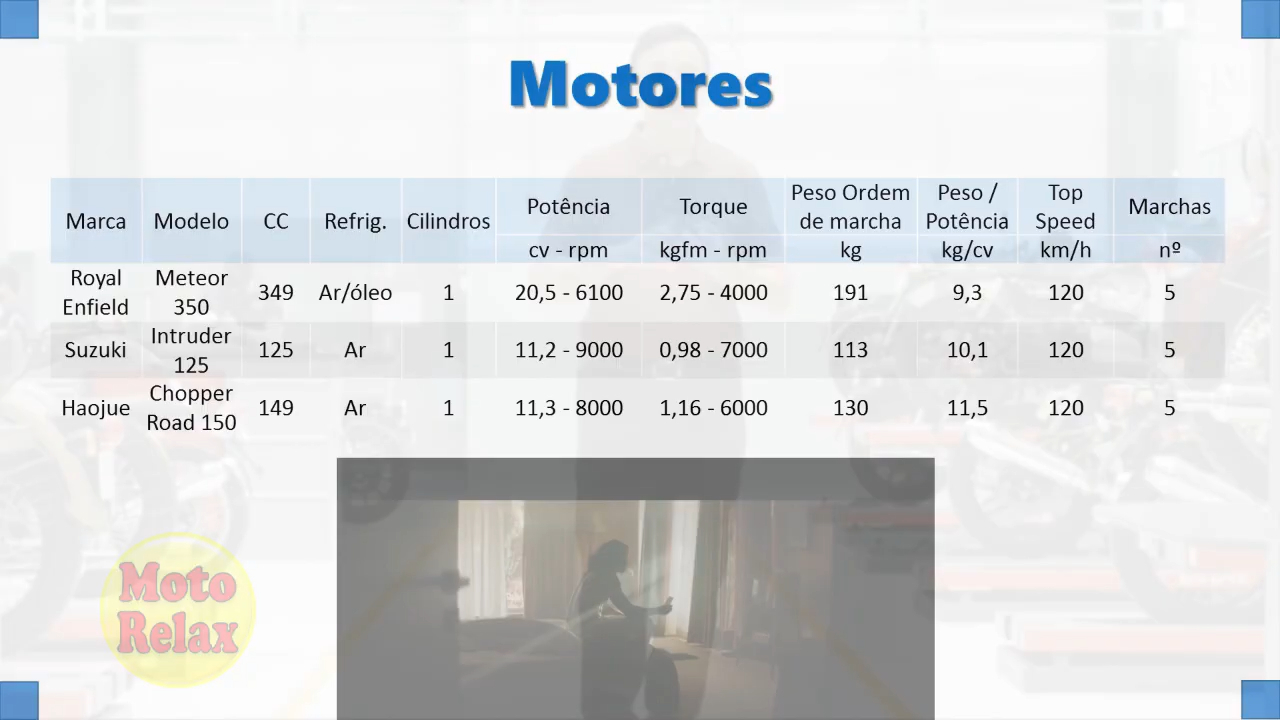 Motores
Marca Modelo CC Refrig. Cilindros Potência Torque Peso Ordem de marcha Peso / Potência Top Speed Marchas
cv - rpm kgfm - rpm kg kg/cv km/h nº
Royal Enfield Meteor 350 349 Ar/óleo 1 20,5 - 6100 2,75 - 4000 191 9,3 120 5
Suzuki Intruder 125 125 Ar 1 11,2 - 9000 0,98 - 7000 113 10,1 120 5
Haojue Chopper Road 150 149 Ar 1 11,3 - 8000 1,16 - 6000 130 11,5 120 5
Moto
Relax